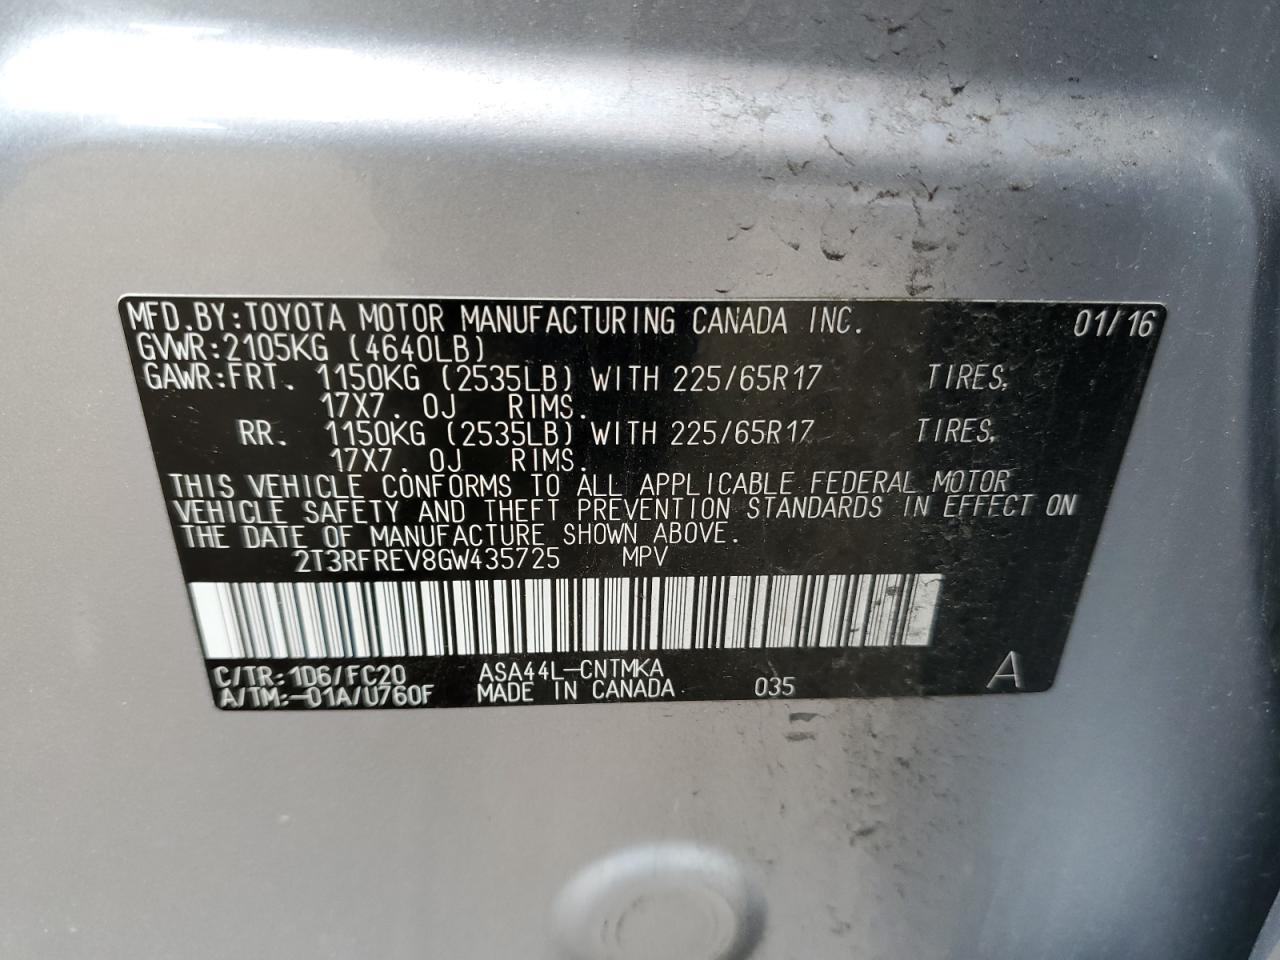 MFD.BY:TOYOTA MOTOR MANUFACTURING CANADA INC. 01/16
GVWR:2105KG (4640LB)
GAWR:FRT. 1150KG (2535LB) WITH 225/65R17 TIRES,
17X7. 0J RIMS.
RR. 1150KG (2535LB) WITH 225/65R17 TIRES,
17X7. 0J RIMS.
THIS VEHICLE CONFORMS TO ALL APPLICABLE FEDERAL MOTOR
VEHICLE SAFETY AND THEFT PREVENTION STANDARDS IN EFFECT ON
THE DATE OF MANUFACTURE SHOWN ABOVE.
2T3RFREV8GW435725 MPV
C/TR:1D6/FC20 ASA44L-CNTMKA
A/TM:-01A/U760F MADE IN CANADA 035 A